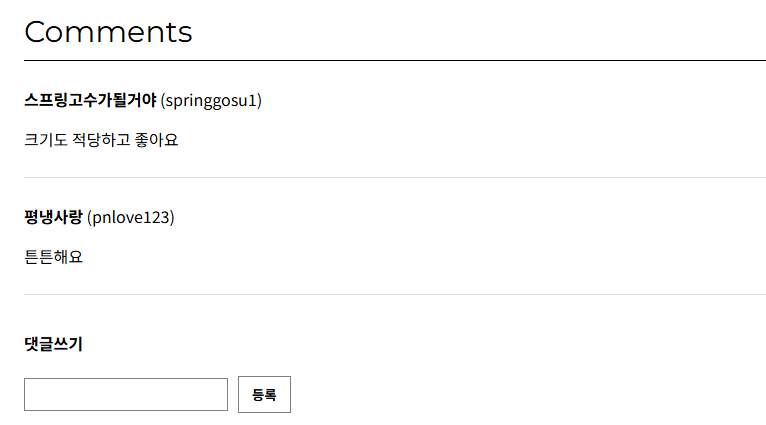 Comments
스프링고수가될거야 (springgosu1)
크기도 적당하고 좋아요
평냉사랑 (pnlove123)
튼튼해요
댓글쓰기
등록